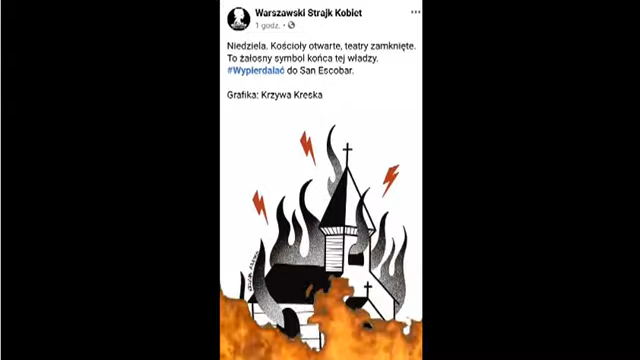 Warszawski Strajk Kobiet
1 godz. ·
Niedziela. Kościoły otwarte, teatry zamknięte.
To żałosny symbol końca tej władzy.
#Wypierdalać do San Escobar.
Grafika: Krzywa Kreska